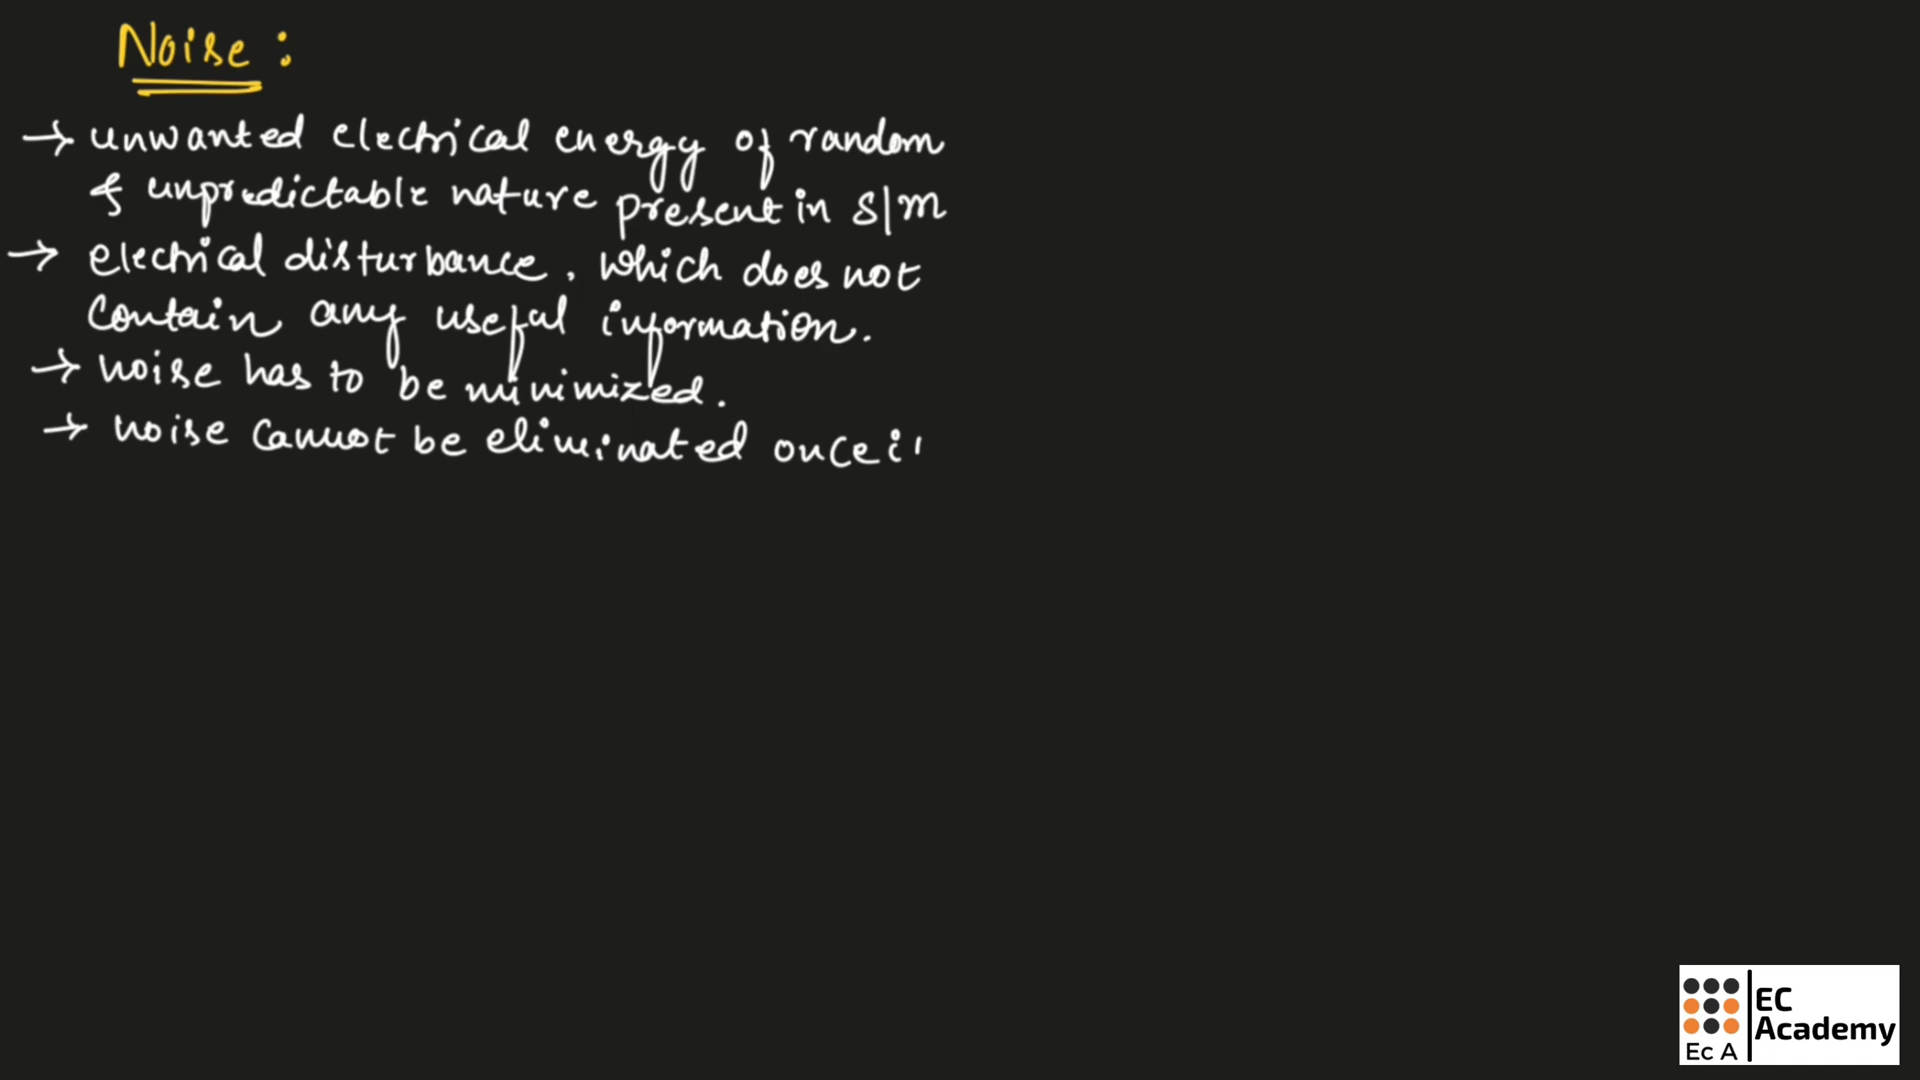 Noise :
→ unwanted electrical energy of random
& unpredictable nature present in s/m
→ electrical disturbance, which does not
contain any useful information.
→ noise has to be minimized.
→ noise cannot be eliminated once
EC
Academy
Ec A